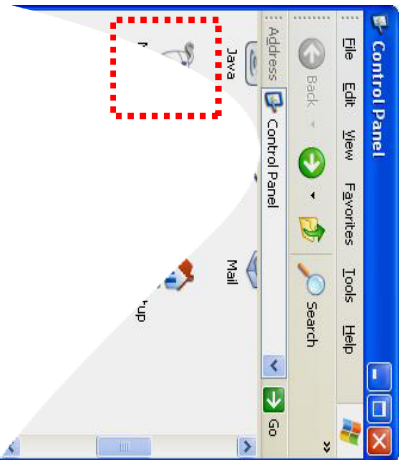 Control Panel
File Edit View Favorites Tools Help
Back Search »
Address Control Panel Go
Java Mail